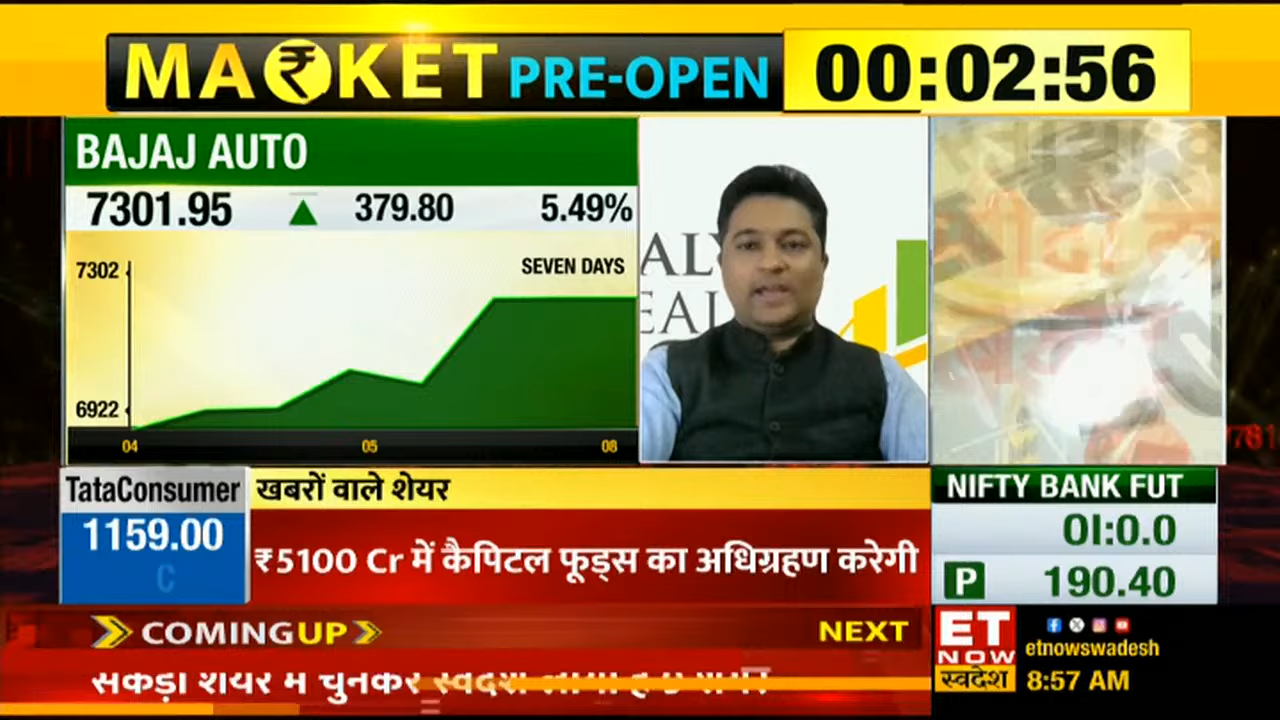 MA₹KET PRE-OPEN 00:02:56
BAJAJ AUTO
7301.95 ▲ 379.80 5.49%
SEVEN DAYS
7302
6922
04 05 08
TataConsumer
1159.00
C
खबरों वाले शेयर
₹5100 Cr में कैपिटल फूड्स का अधिग्रहण करेगी
NIFTY BANK FUT
OI:0.0
P 190.40
COMING UP NEXT
ET
NOW
स्वदेश
etnowswadesh
8:57 AM